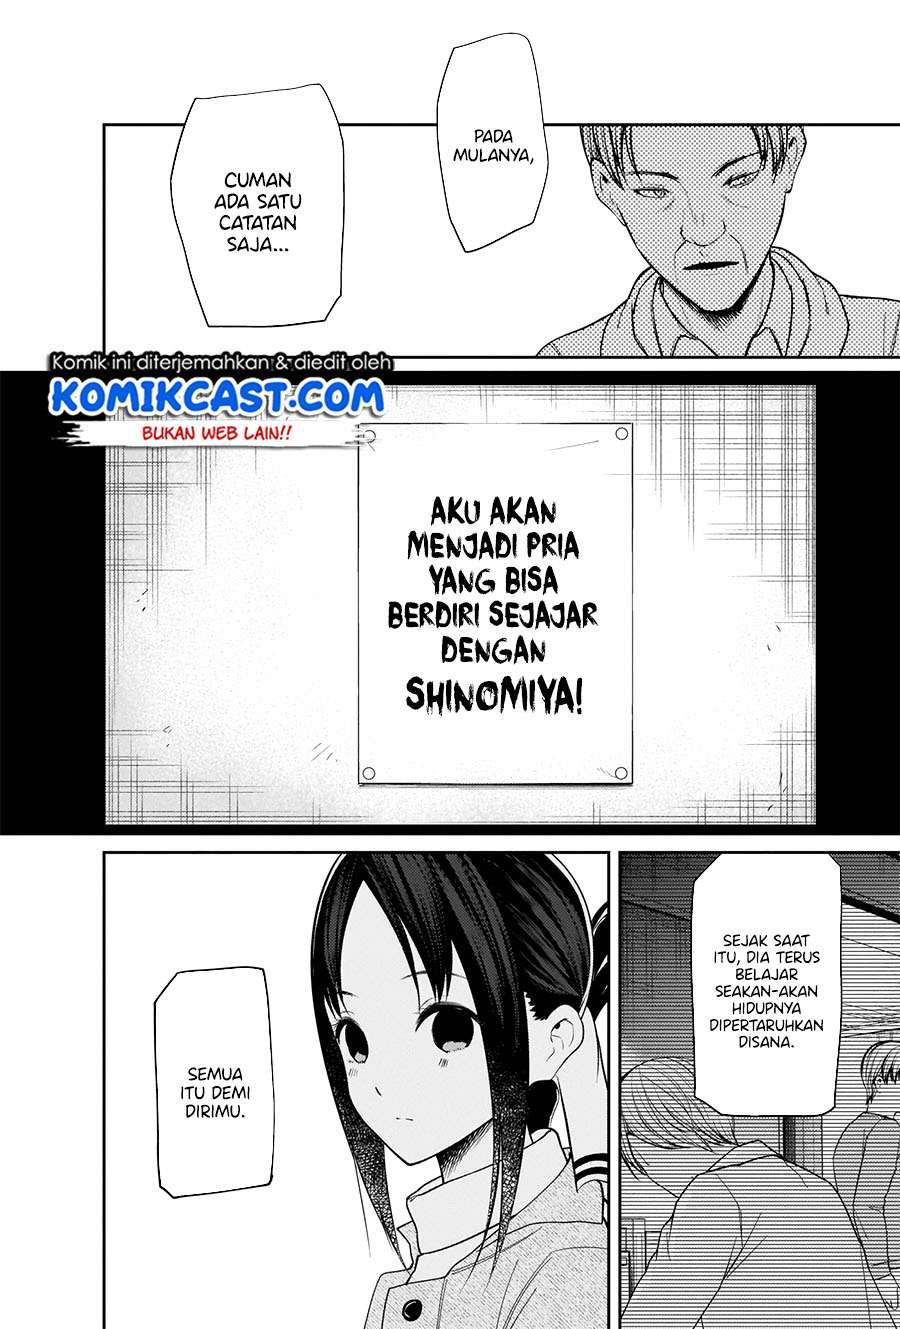 PADA
MULANYA,
CUMAN
ADA SATU
CATATAN
SAJA...
Komik ini diterjemahkan & diedit oleh
KOMIKCAST.COM
BUKAN WEB LAIN!!
AKU AKAN
MENJADI PRIA
YANG BISA
BERDIRI SEJAJAR
DENGAN
SHINOMIYA!
SEJAK SAAT
ITU, DIA TERUS
BELAJAR
SEAKAN-AKAN
HIDUPNYA
DIPERTARUHKAN
DISANA.
SEMUA
ITU DEMI
DIRIMU.